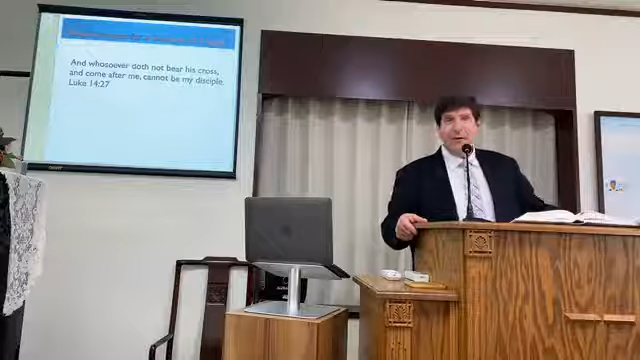 And whosoever doth not bear his cross,
and come after me, cannot be my disciple
Luke 14:27